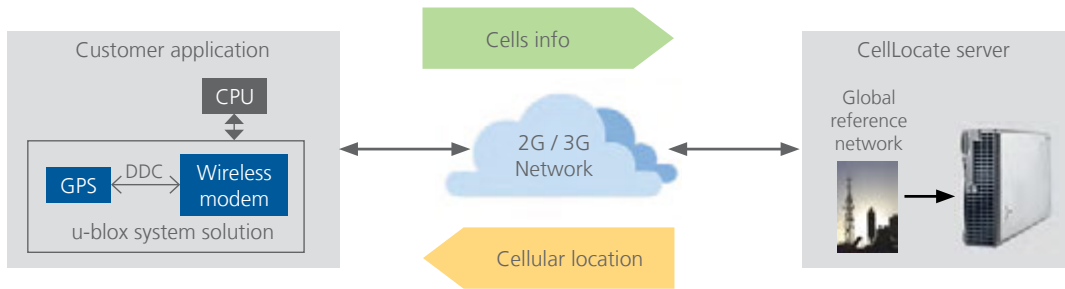 Customer application
CPU
GPS
DDC
Wireless
modem
u-blox system solution
Cells info
2G / 3G
Network
Cellular location
CellLocate server
Global
reference
network